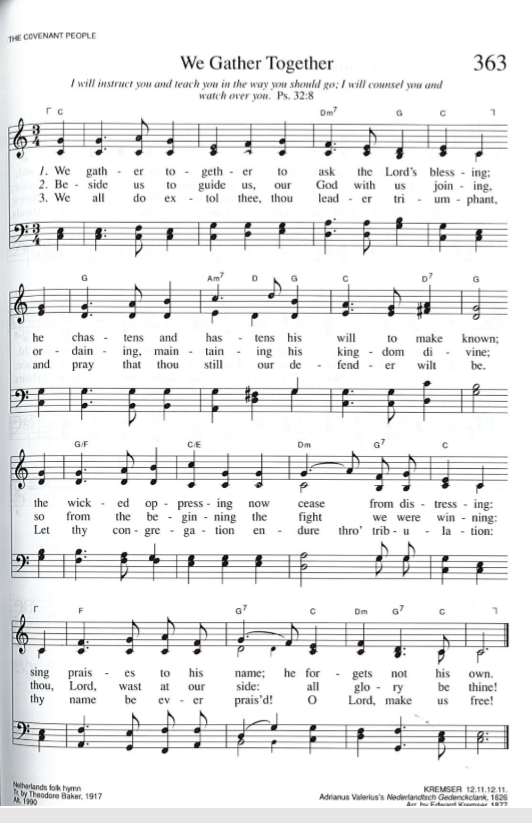 THE COVENANT PEOPLE
We Gather Together 363
I will instruct you and teach you in the way you should go; I will counsel you and
watch over you. Ps. 32:8
C Dm7 G C
1. We gath - er to - geth - er to ask the Lord's bless - ing;
2. Be - side us to guide us, our God with us join - ing,
3. We all do ex - tol thee, thou lead - er tri - um - phant,
G Am7 D G C D7 G
he chas - tens and has - tens his will to make known;
or - dain - ing, main - tain - ing his king - dom di - vine;
and pray that thou still our de - fend - er wilt be.
G/F C/E Dm G7 C
the wick - ed op - press - ing now cease from dis - tress - ing:
so from the be - gin - ning the fight we were win - ning:
Let thy con - gre - ga - tion en - dure thro' trib - u - la - tion:
F G7 C Dm G7 C
sing prais - es to his name; he for - gets not his own.
thou, Lord, wast at our side: all glo - ry be thine!
thy name be ev - er prais'd! O Lord, make us free!
Netherlands folk hymn
Tr. by Theodore Baker, 1917
Alt. 1990
KREMSER 12.11.12.11.
Adrianus Valerius's Nederlandtsch Gedenckclank, 1626
Arr. by Edward Kremser, 1877